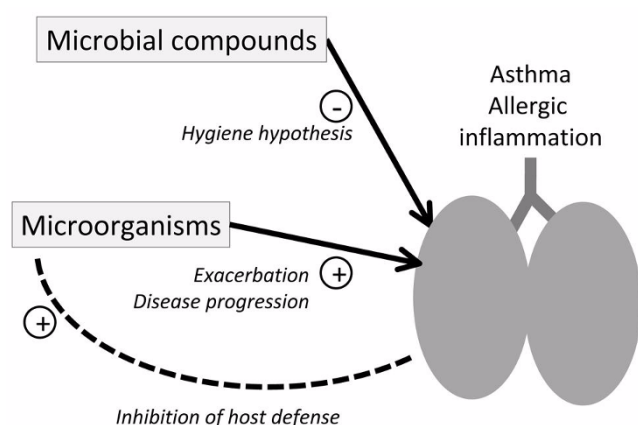 Microbial compounds
-
Hygiene hypothesis
Asthma
Allergic
inflammation
Microorganisms
+
Exacerbation
Disease progression
+
Inhibition of host defense